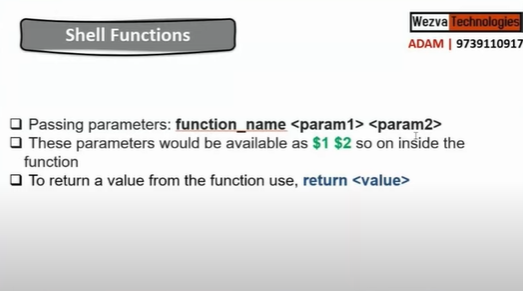 Shell Functions
Wezva Technologies
ADAM | 9739110917
Passing parameters: function_name <param1> <param2>
These parameters would be available as $1 $2 so on inside the
function
To return a value from the function use, return <value>